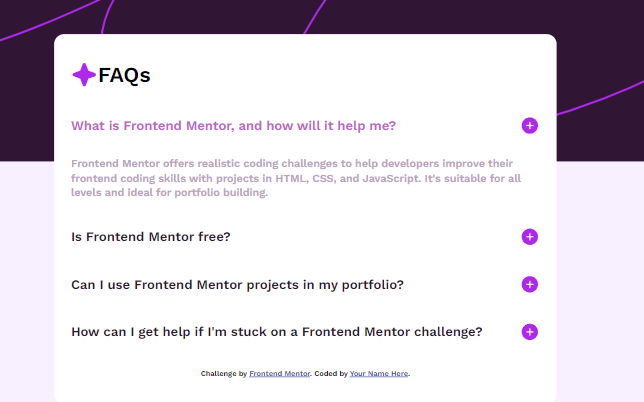 FAQs
What is Frontend Mentor, and how will it help me?
Frontend Mentor offers realistic coding challenges to help developers improve their
frontend coding skills with projects in HTML, CSS, and JavaScript. It's suitable for all
levels and ideal for portfolio building.
Is Frontend Mentor free?
Can I use Frontend Mentor projects in my portfolio?
How can I get help if I'm stuck on a Frontend Mentor challenge?
Challenge by Frontend Mentor. Coded by Your Name Here.